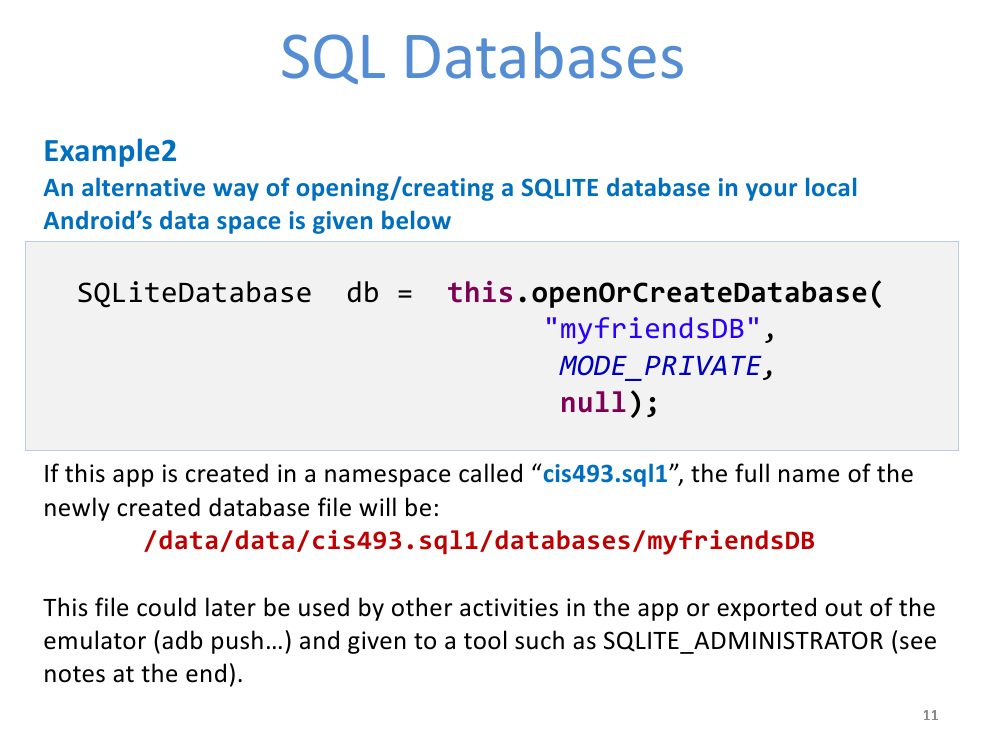 SQL Databases
Example2
An alternative way of opening/creating a SQLITE database in your local
Android’s data space is given below
SQLiteDatabase db = this.openOrCreateDatabase(
"myfriendsDB",
MODE_PRIVATE,
null);
If this app is created in a namespace called “cis493.sql1”, the full name of the
newly created database file will be:
/data/data/cis493.sql1/databases/myfriendsDB
This file could later be used by other activities in the app or exported out of the
emulator (adb push…) and given to a tool such as SQLITE_ADMINISTRATOR (see
notes at the end).
11